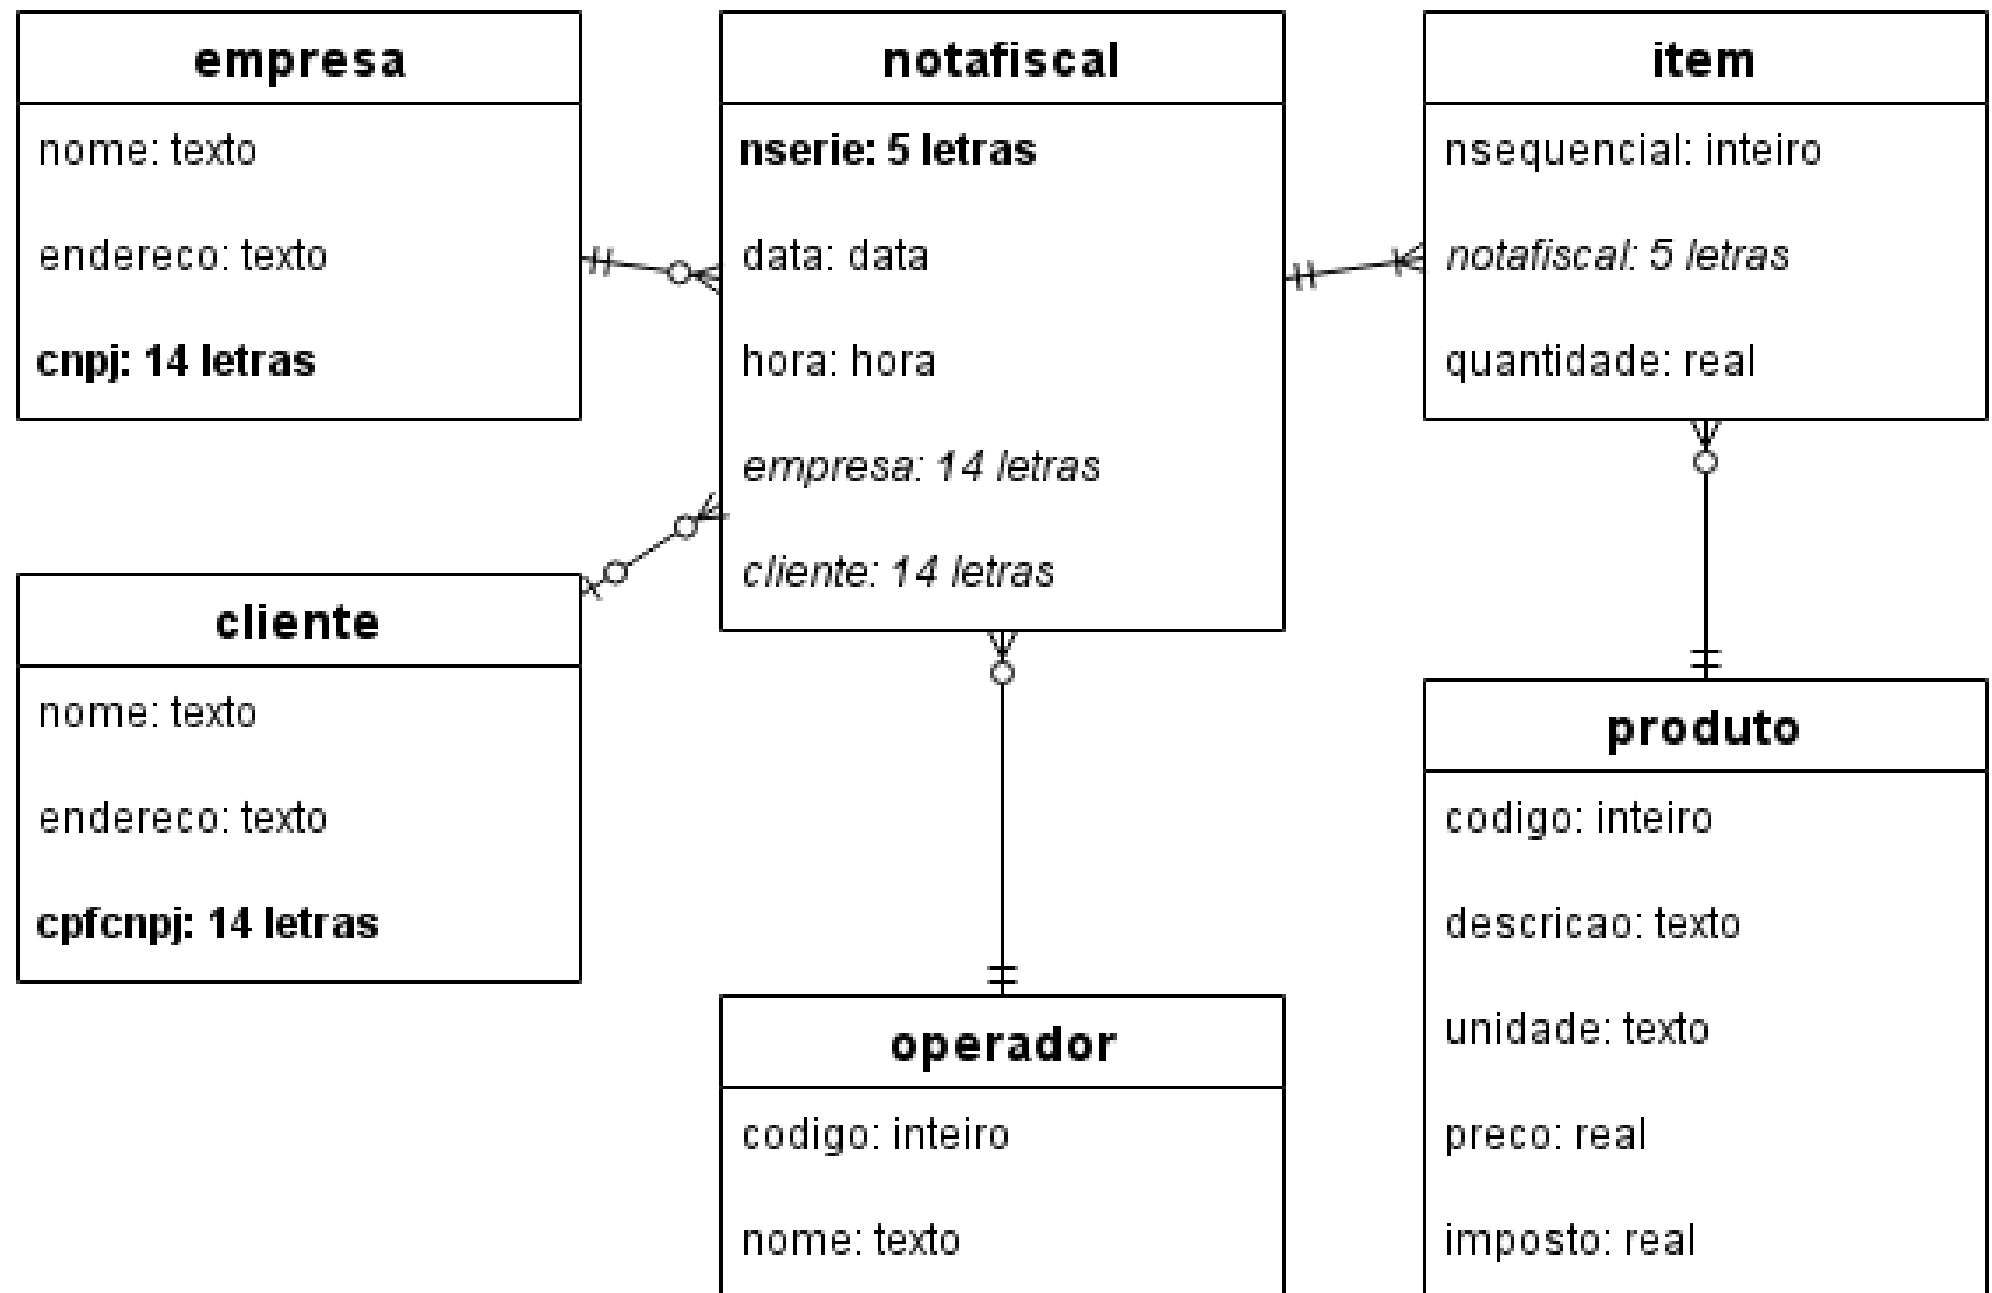 empresa
nome: texto
endereco: texto
cnpj: 14 letras
notafiscal
nserie: 5 letras
data: data
hora: hora
empresa: 14 letras
cliente: 14 letras
item
nsequencial: inteiro
notafiscal: 5 letras
quantidade: real
cliente
nome: texto
endereco: texto
cpfcnpj: 14 letras
operador
codigo: inteiro
nome: texto
produto
codigo: inteiro
descricao: texto
unidade: texto
preco: real
imposto: real